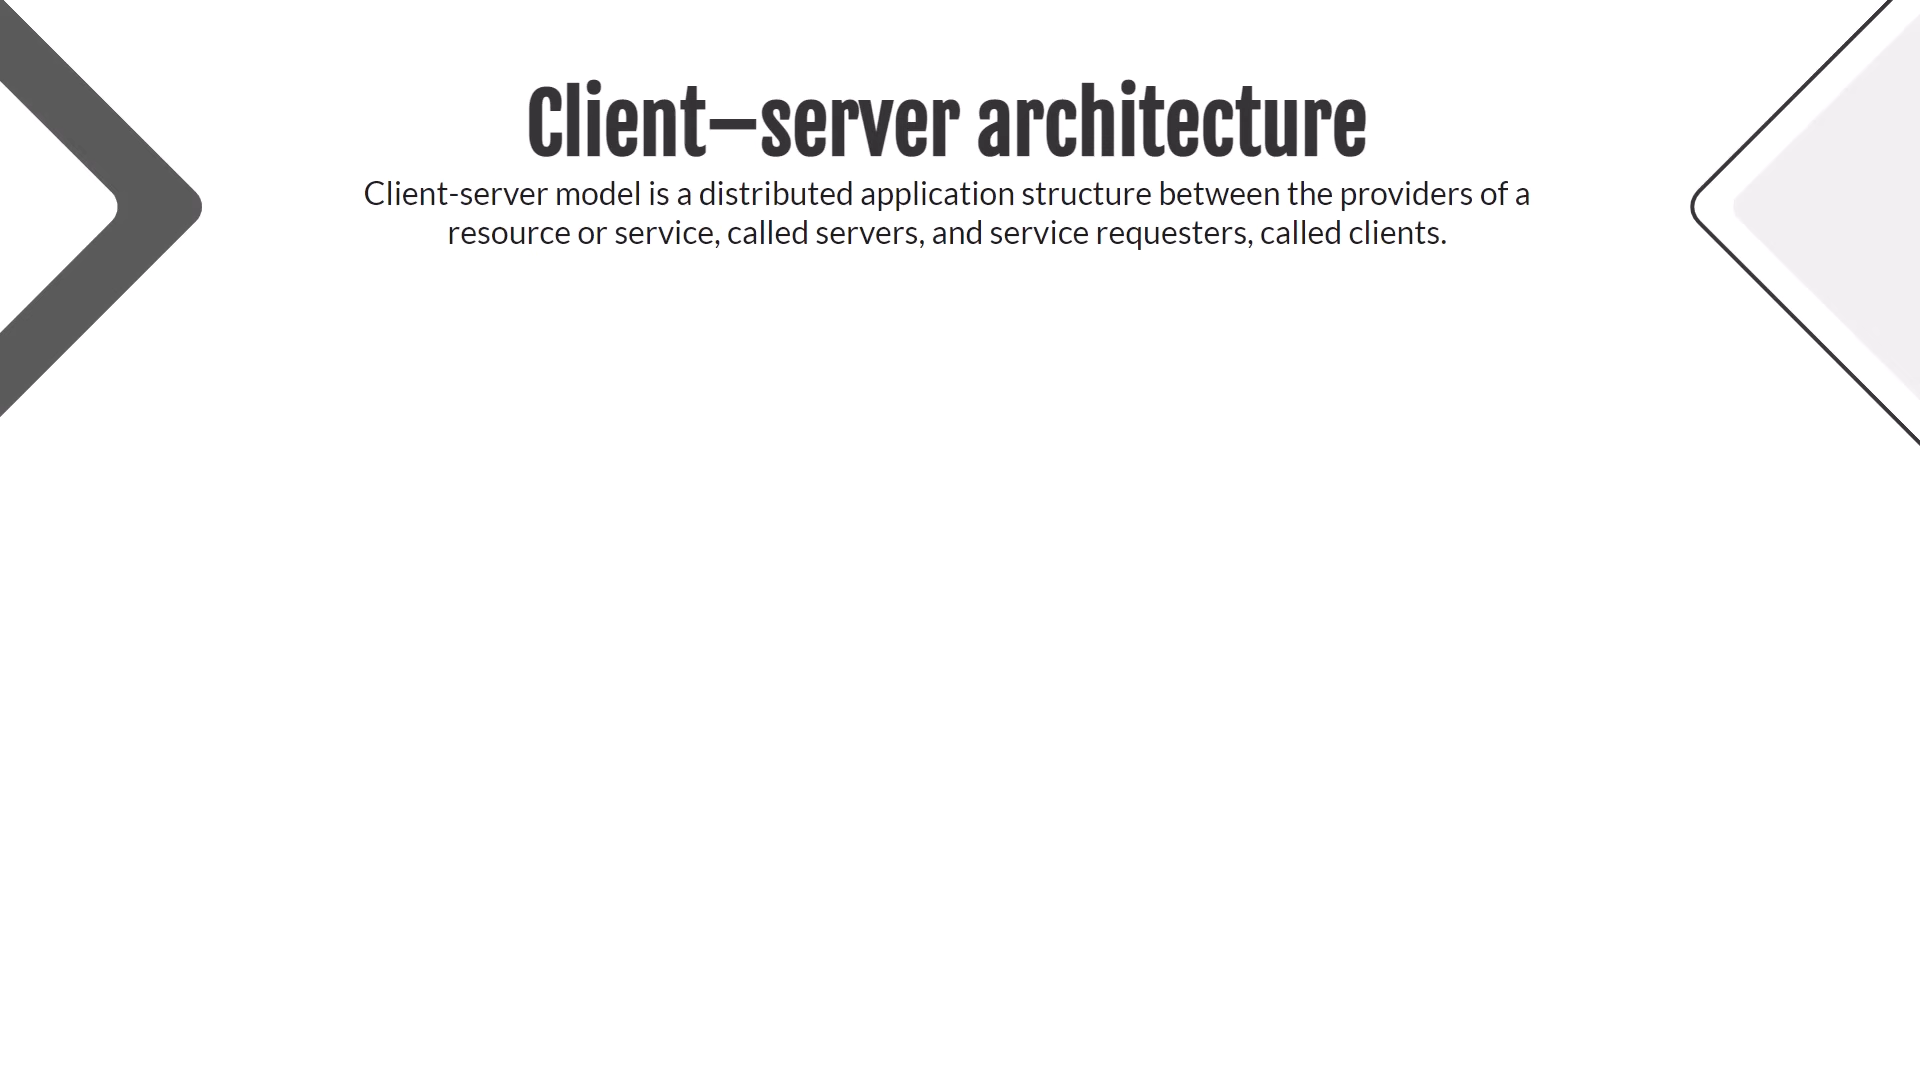 Client–server architecture
Client-server model is a distributed application structure between the providers of a
resource or service, called servers, and service requesters, called clients.